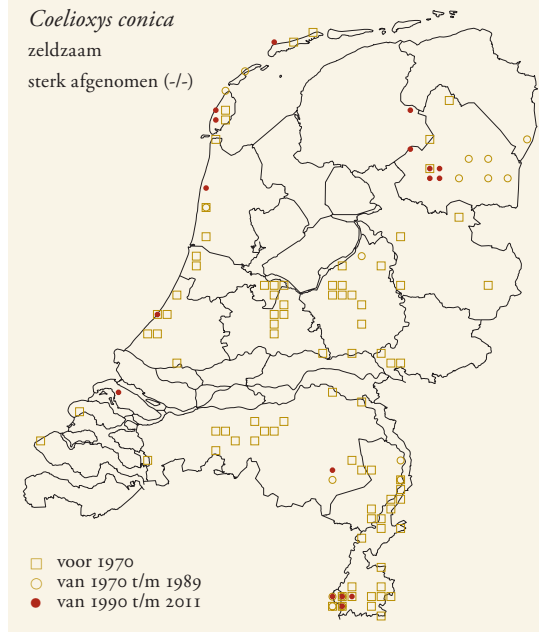 Coelioxys conica
zeldzaam
sterk afgenomen (-/-)
voor 1970
van 1970 t/m 1989
van 1990 t/m 2011